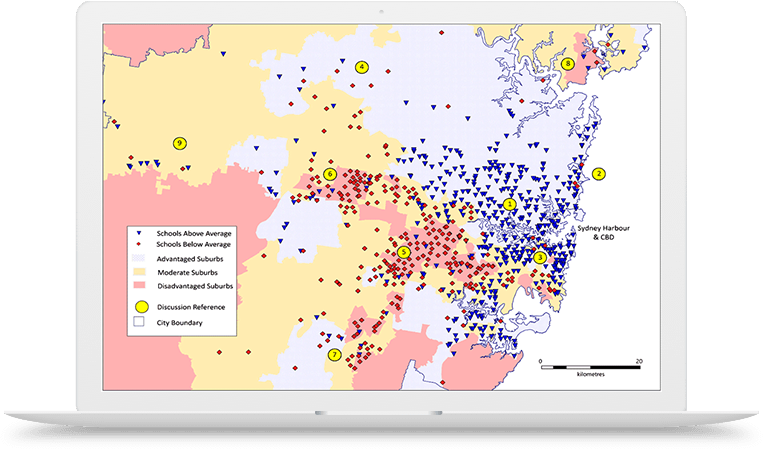 8
4
9
6
2
1
Sydney Harbour
& CBD
Schools Above Average
Schools Below Average
Advantaged Suburbs
Moderate Suburbs
Disadvantaged Suburbs
Discussion Reference
City Boundary
5
3
7
0
20
kilometres